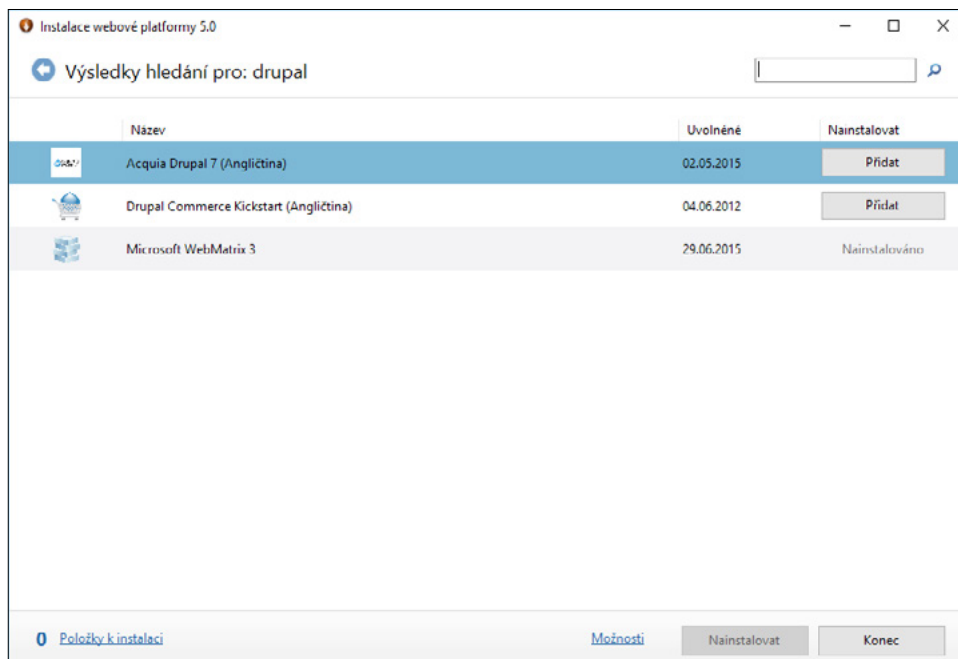 Instalace webové platformy 5.0
Výsledky hledání pro: drupal
Název Uvolněné Nainstalovat
Acquia Drupal 7 (Angličtina) 02.05.2015 Přidat
Drupal Commerce Kickstart (Angličtina) 04.06.2012 Přidat
Microsoft WebMatrix 3 29.06.2015 Nainstalováno
0 Položky k instalaci Možnosti Nainstalovat Konec